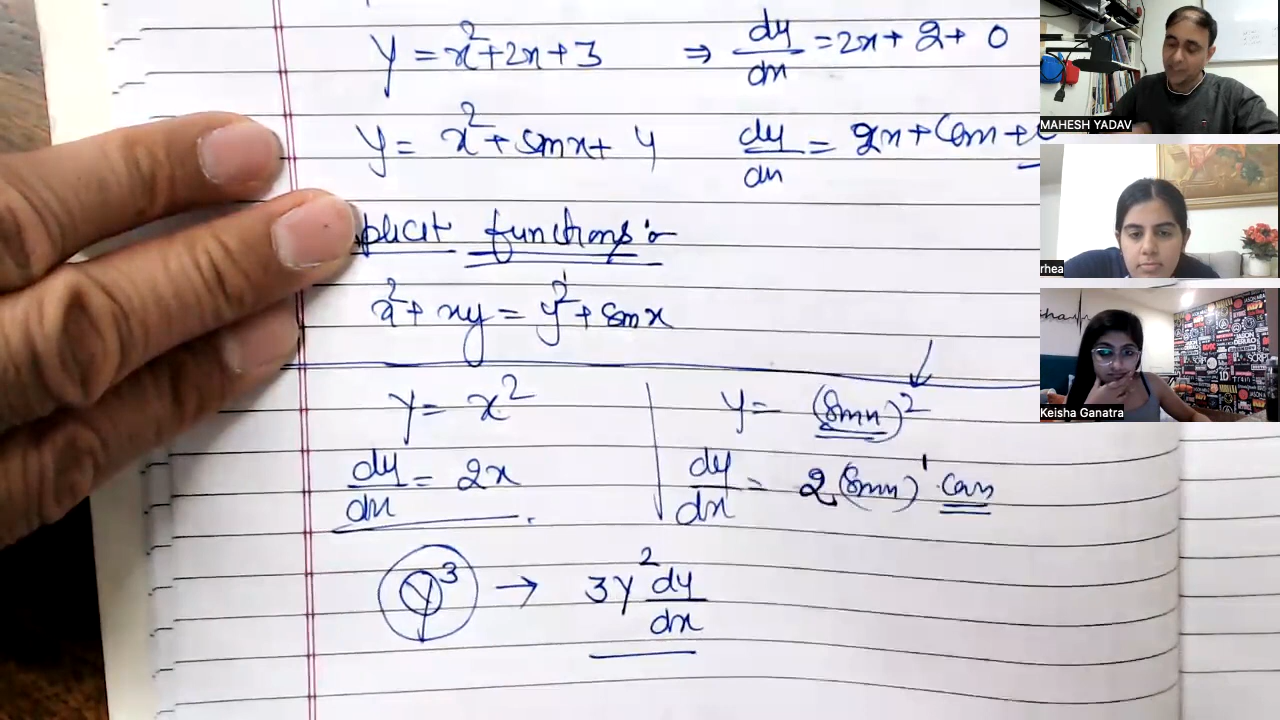 y = x² + 2x + 3 ⇒ dy/dx = 2x + 2 + 0
y = x² + sinx + 4 dy/dx = 2x + Cosx +
plicit functions :-
x² + xy = y² + sinx
y = x² y = (sinx)²
dy/dx = 2x dy/dx = 2(sinx)¹ cosx
y³ → 3y² dy/dx
MAHESH YADAV
rhea
Keisha Ganatra